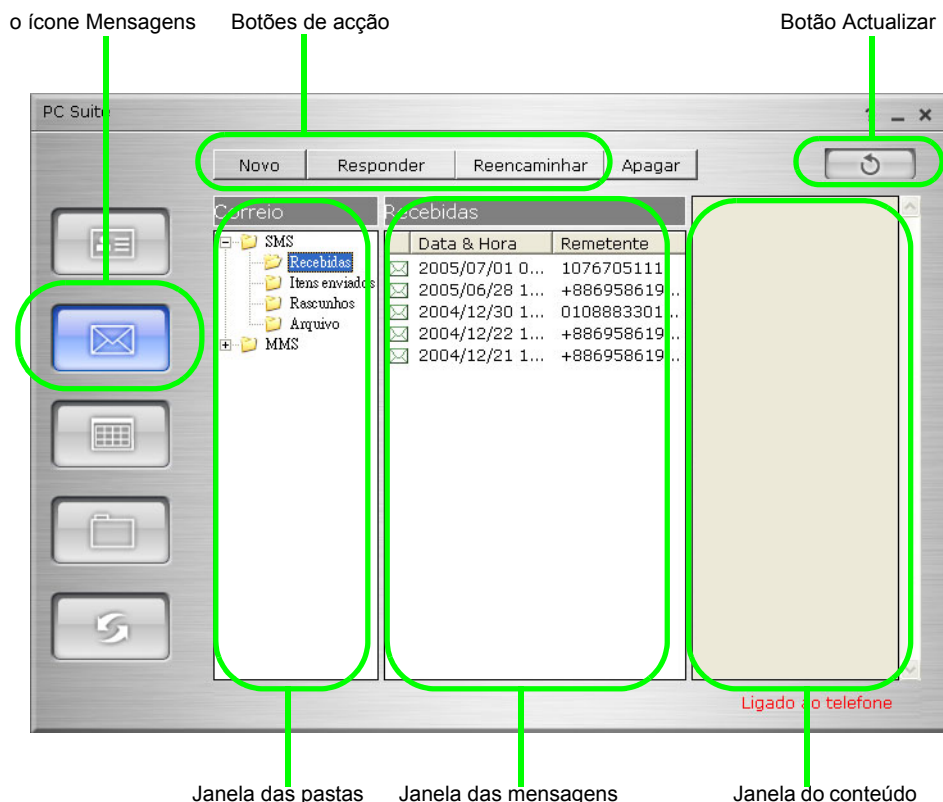 o ícone Mensagens Botões de acção Botão Actualizar
PC Suite ? _ ×
Novo Responder Reencaminhar Apagar
Correio Recebidas
SMS
Recebidas
Itens enviados
Rascunhos
Arquivo
MMS
Data & Hora Remetente
2005/07/01 0... 1076705111
2005/06/28 1... +886958619...
2004/12/30 1... 0108883301...
2004/12/22 1... +886958619...
2004/12/21 1... +886958619...
Ligado ao telefone
Janela das pastas Janela das mensagens Janela do conteúdo